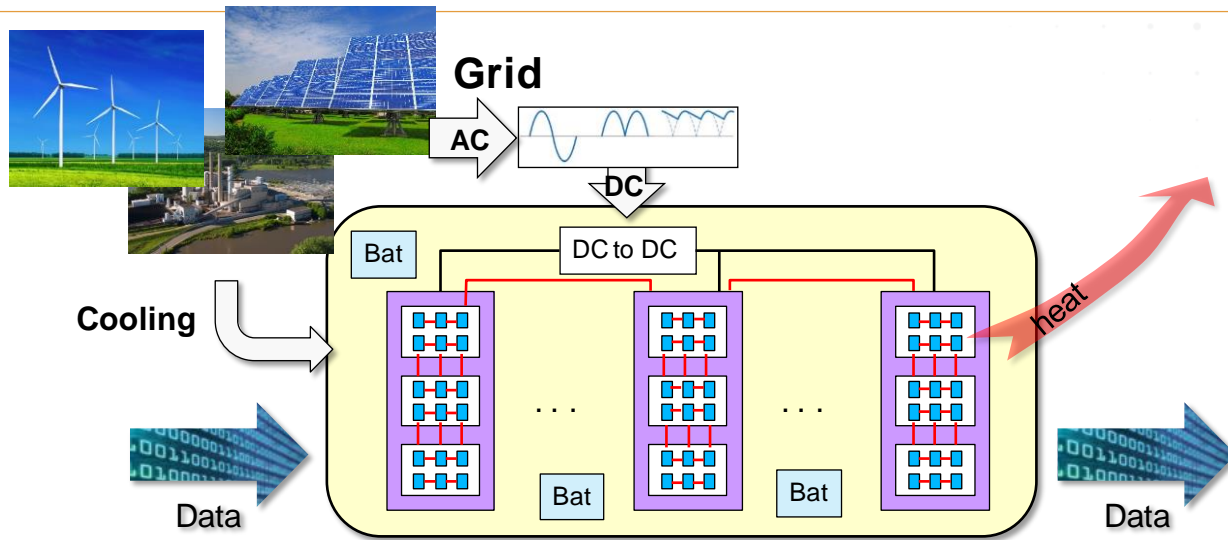 Grid
AC
DC
Bat
DC to DC
Cooling
heat
. . .
. . .
Bat
Bat
Data
Data